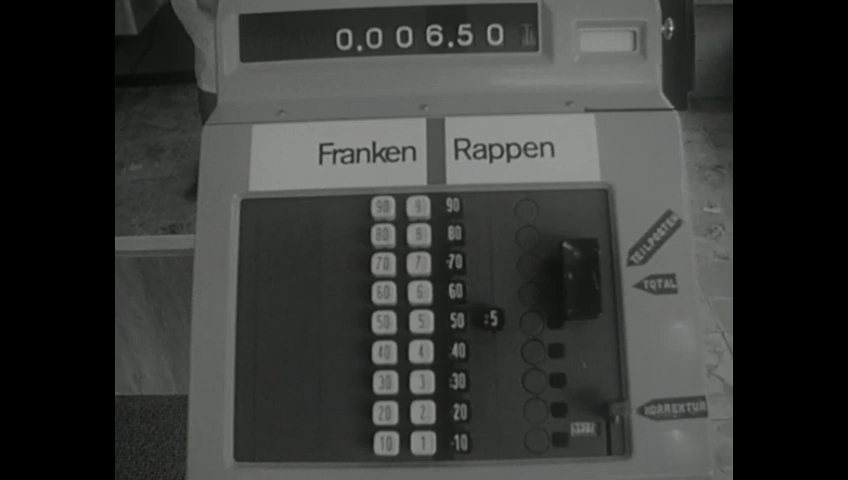 0.006.50
Franken Rappen
90 9 90
80 8 80
70 7 70
60 6 60
50 5 50 :5
40 4 40
30 3 30
20 2 20
10 1 10
TEILPOSTEN
TOTAL
KORREKTUR